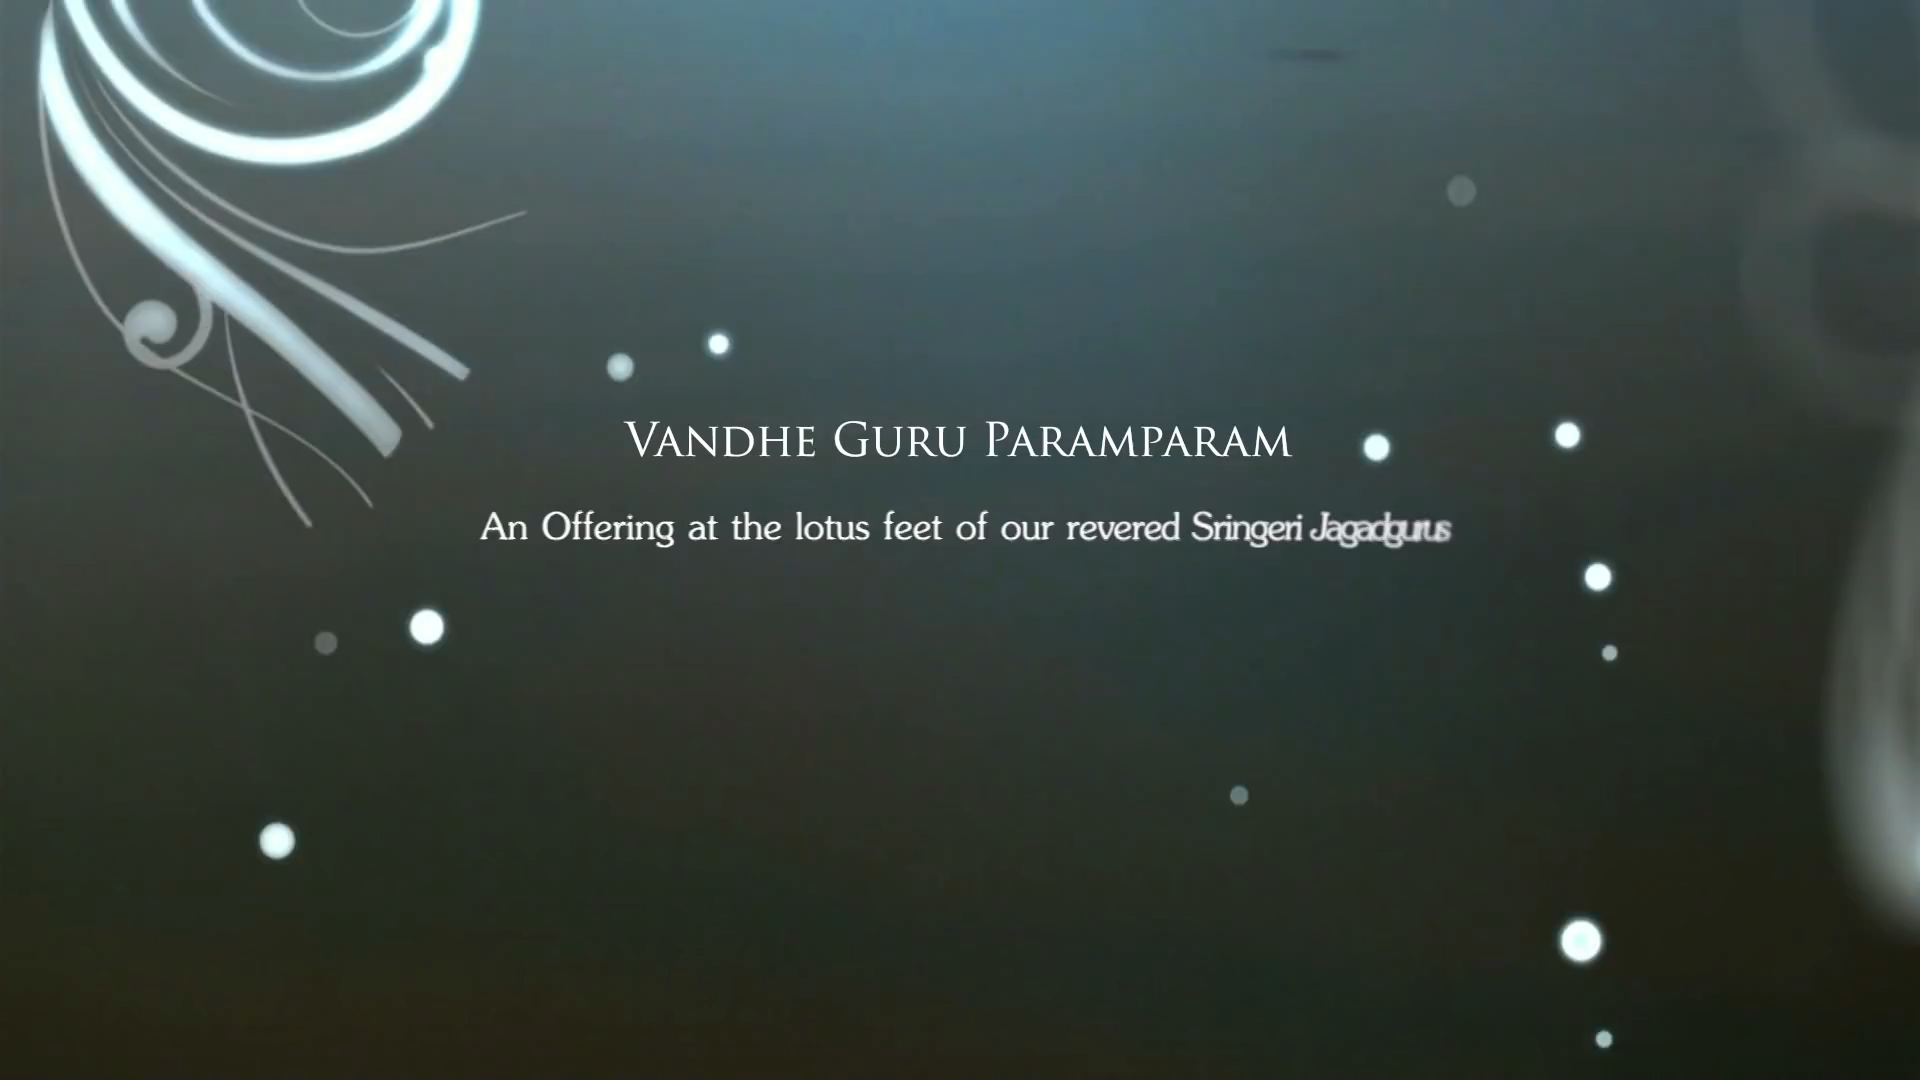 Vandhe Guru Paramparam
An Offering at the lotus feet of our revered Sringeri Jagadgurus